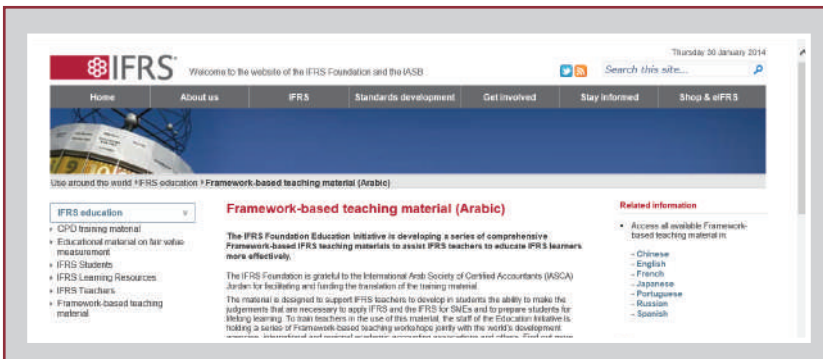 Thursday 30 January 2014
IFRS
Welcome to the website of the IFRS Foundation and the IASB
Search this site...
Home About us IFRS Standards development Get involved Stay informed Shop & eIFRS
Use around the world IFRS education Framework-based teaching material (Arabic)
IFRS education
CPD training material
Educational material on fair value
measurement
IFRS Students
IFRS Learning Resources
IFRS Teachers
Framework-based teaching
material
Framework-based teaching material (Arabic)
The IFRS Foundation Education Initiative is developing a series of comprehensive
Framework-based IFRS teaching materials to assist IFRS teachers to educate IFRS learners
more effectively.
The IFRS Foundation is grateful to the International Arab Society of Certified Accountants (IASCA)
Jordan for facilitating and funding the translation of the training material.
The material is designed to support IFRS teachers to develop in students the ability to make the
judgements that are necessary to apply IFRS and the IFRS for SMEs and to prepare students for
lifelong learning. To train teachers in the use of this material, the staff of the Education Initiative is
holding a series of Framework-based teaching workshops jointly with the world's development
Related information
Access all available Framework-
based teaching material in:
- Chinese
- English
- French
- Japanese
- Portuguese
- Russian
- Spanish